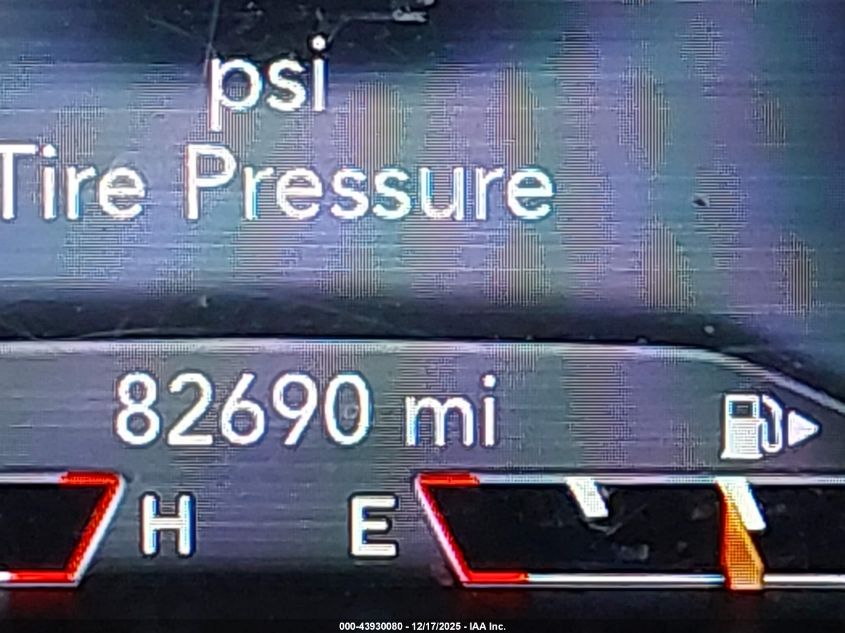 psi
Tire Pressure
82690 mi
H E
000-43930080 - 12/17/2025 - IAA Inc.